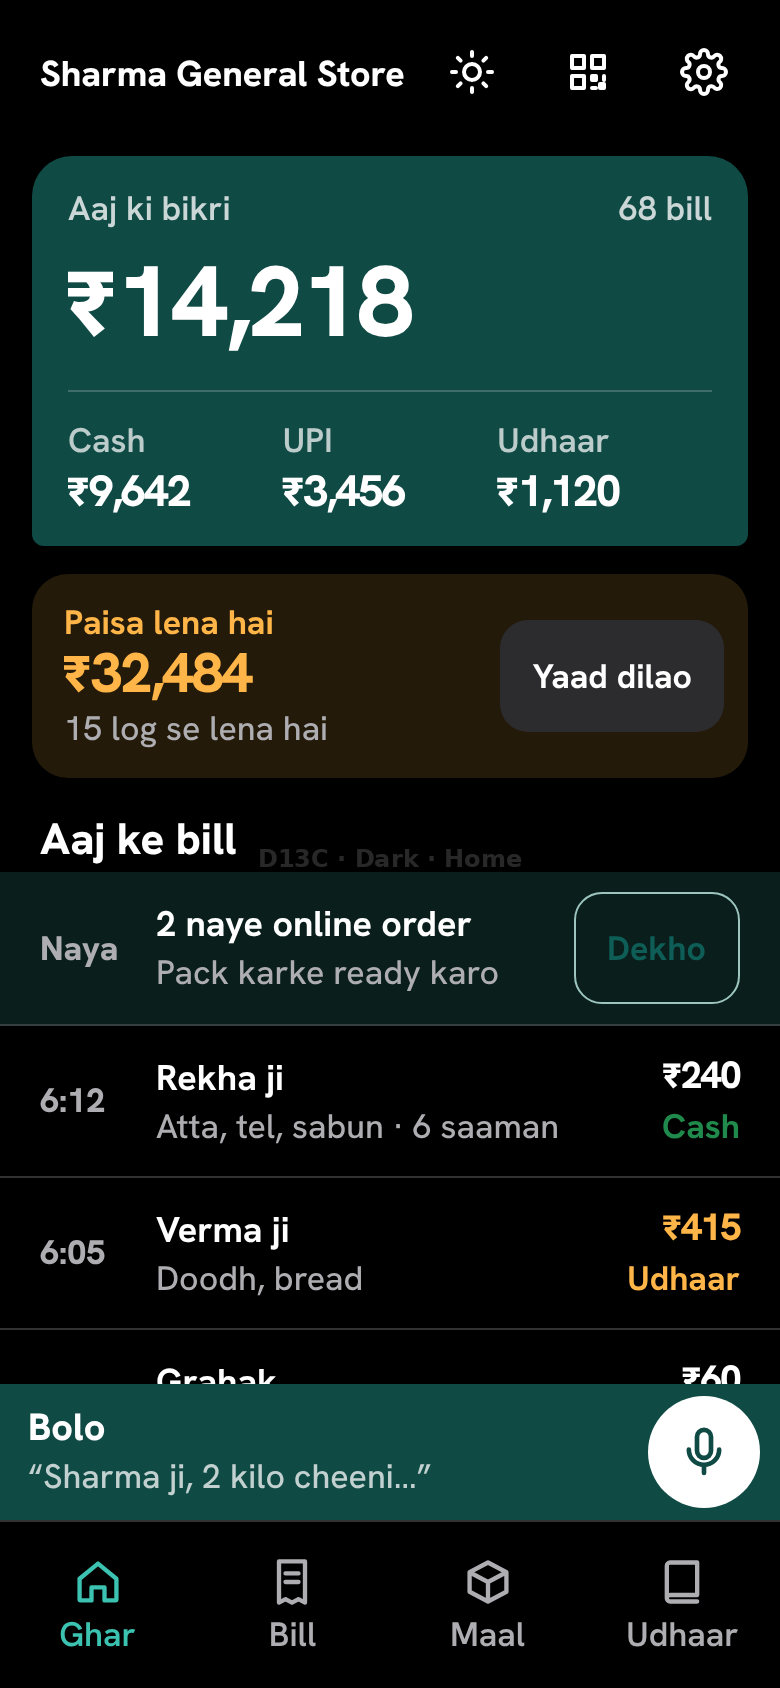 Sharma General Store
Aaj ki bikri
68 bill
₹14,218
Cash
UPI
Udhaar
₹9,642
₹3,456
₹1,120
Paisa lena hai
₹32,484
15 log se lena hai
Yaad dilao
Aaj ke bill
D13C · Dark · Home
Naya
2 naye online order
Pack karke ready karo
Dekho
6:12
Rekha ji
Atta, tel, sabun · 6 saaman
₹240
Cash
6:05
Verma ji
Doodh, bread
₹415
Udhaar
Grahak
₹60
Bolo
“Sharma ji, 2 kilo cheeni…”
Ghar
Bill
Maal
Udhaar